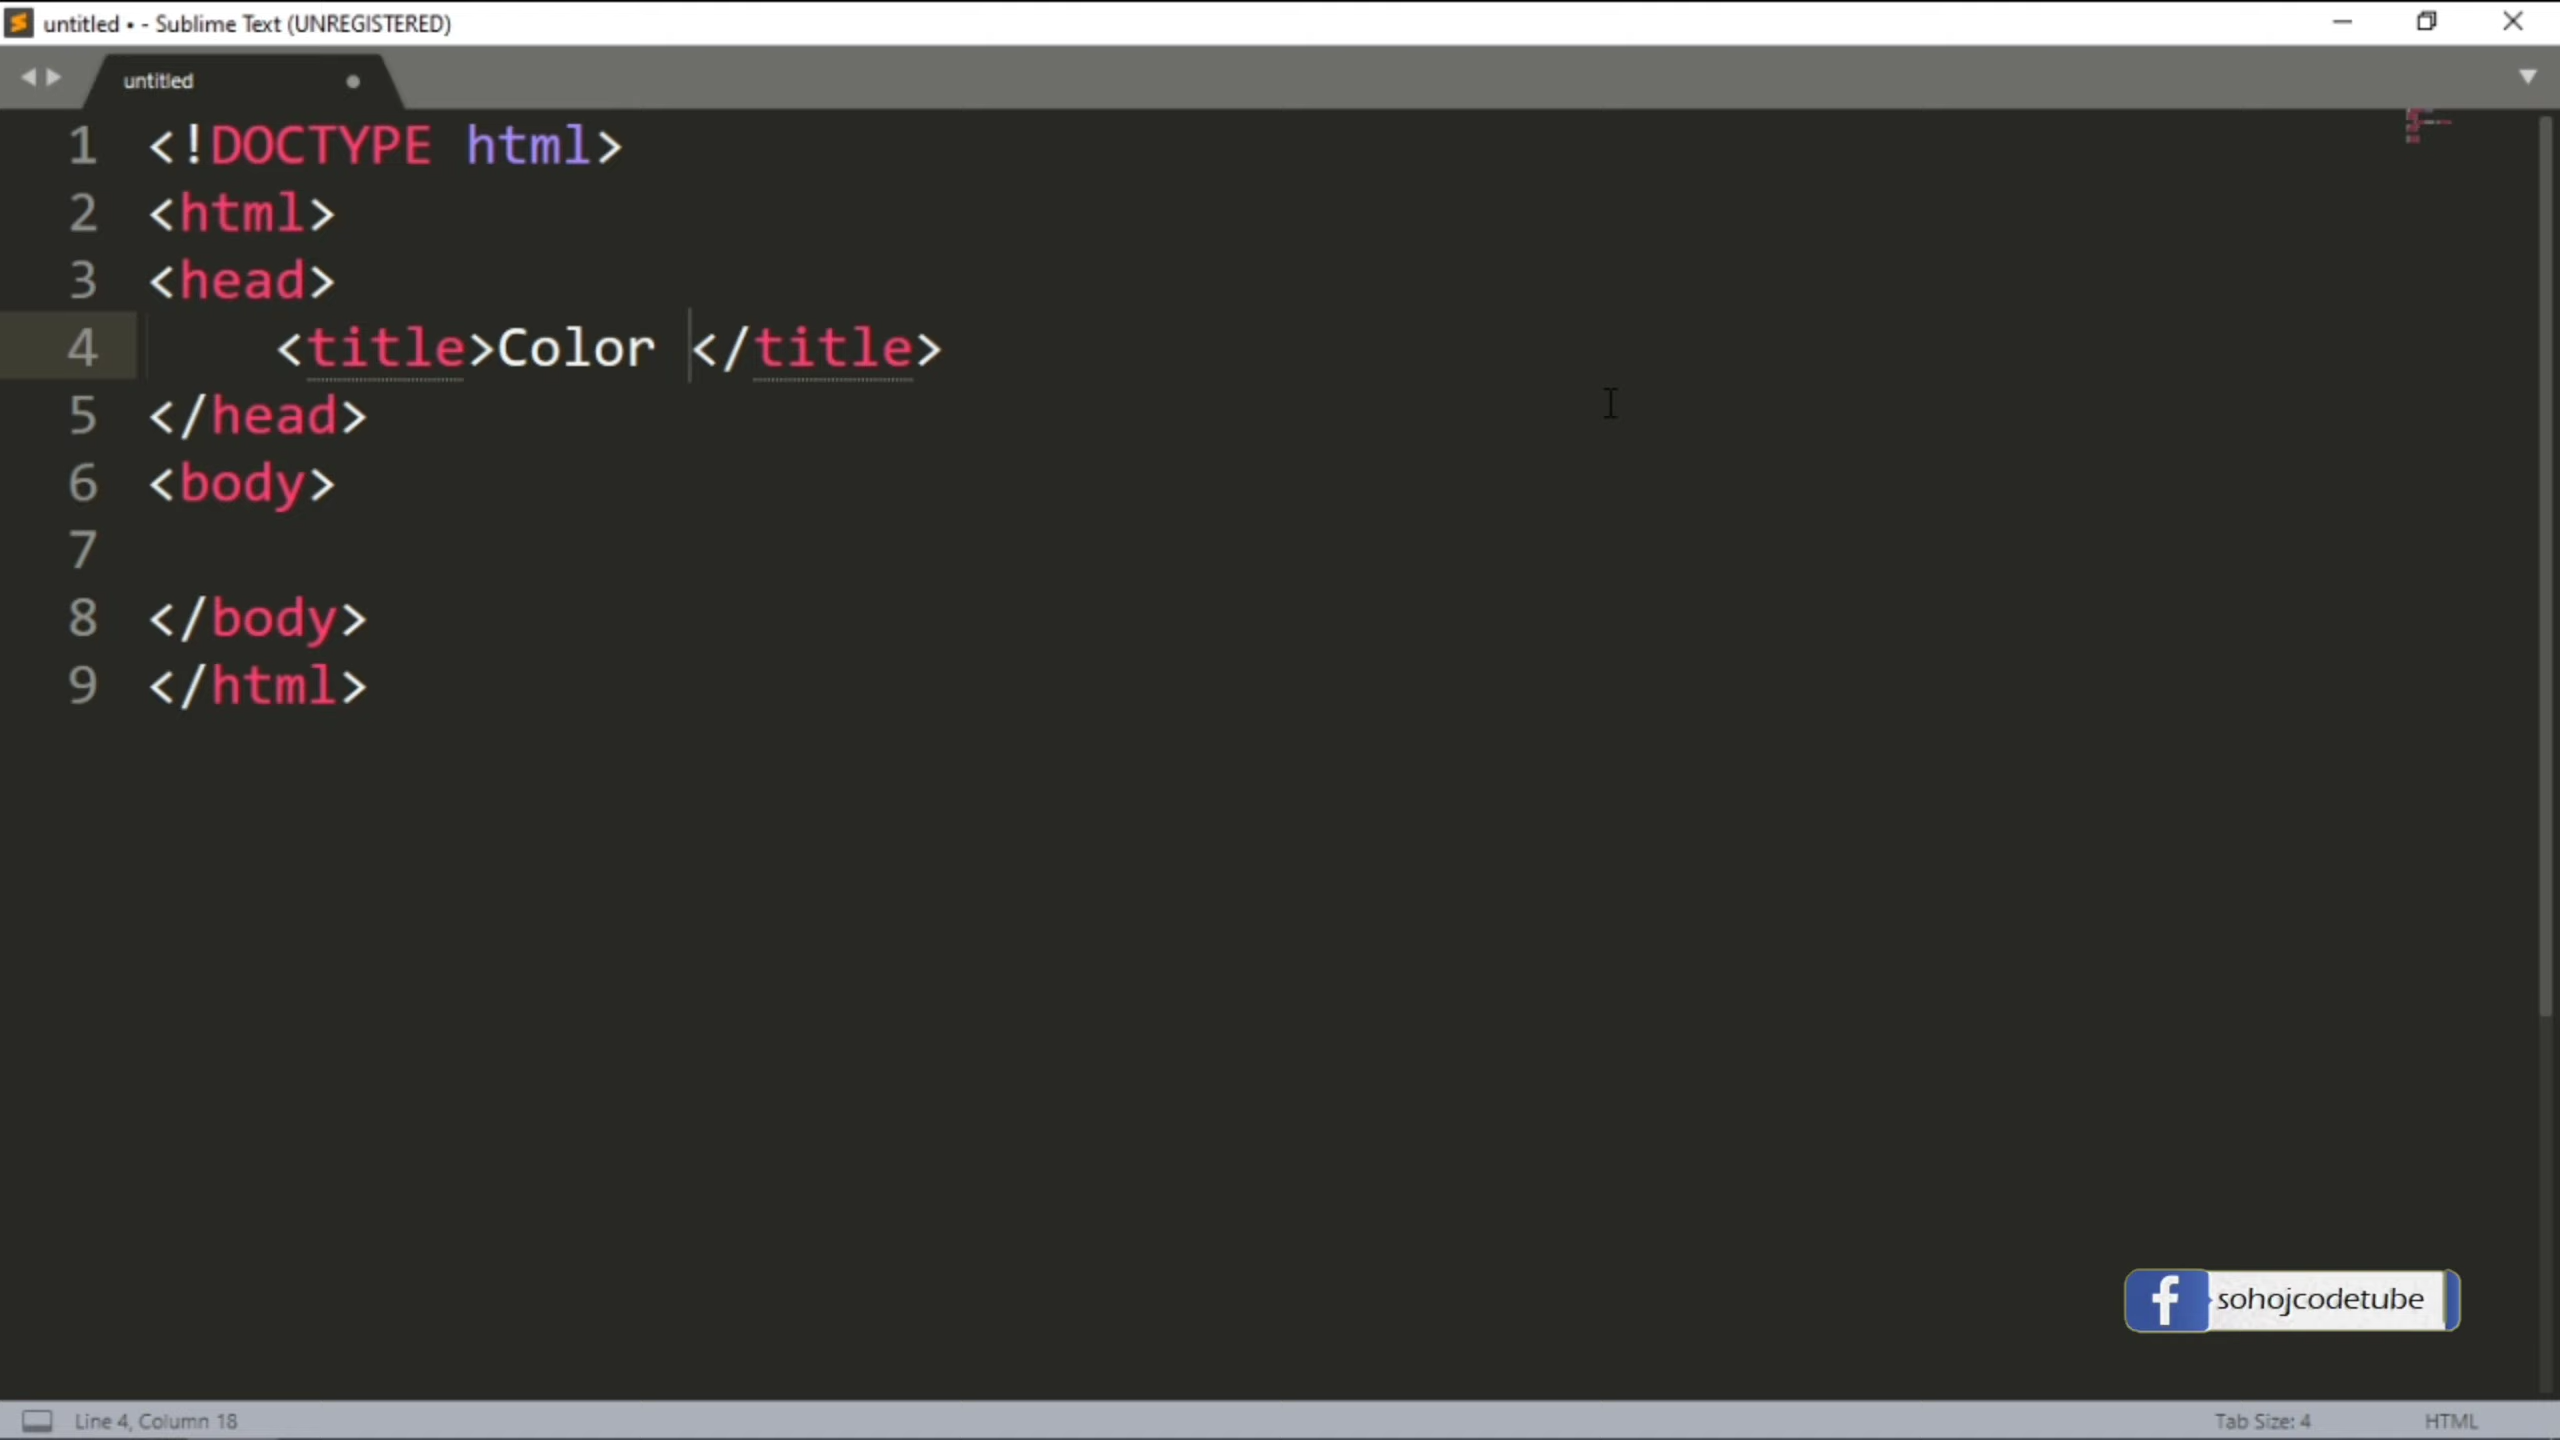 untitled • - Sublime Text (UNREGISTERED)
untitled
1 <!DOCTYPE html>
2 <html>
3 <head>
4 <title>Color </title>
5 </head>
6 <body>
7
8 </body>
9 </html>
sohojcodetube
Line 4, Column 18
Tab Size: 4
HTML